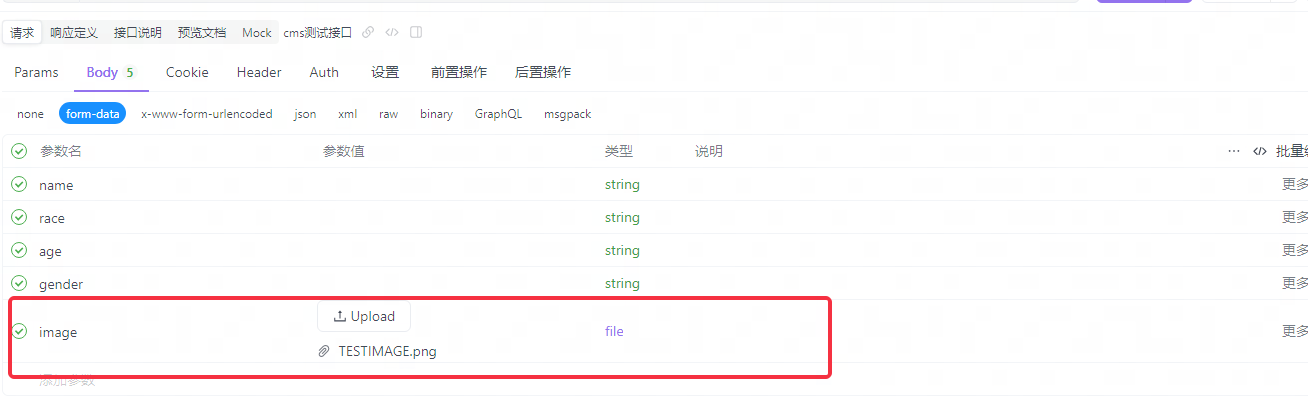 请求 响应定义 接口说明 预览文档 Mock cms测试接口
Params Body 5 Cookie Header Auth 设置 前置操作 后置操作
none form-data x-www-form-urlencoded json xml raw binary GraphQL msgpack
参数名 参数值 类型 说明 ... </> 批量
name string 更多
race string 更多
age string 更多
gender string 更多
Upload
image file 更多
TESTIMAGE.png
添加参数